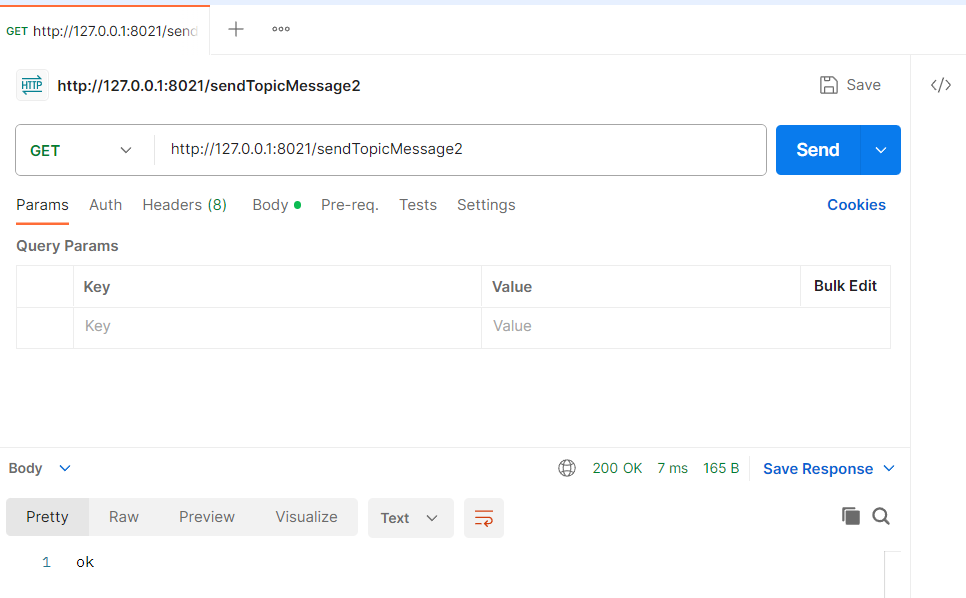 GET http://127.0.0.1:8021/send
HTTP http://127.0.0.1:8021/sendTopicMessage2
Save
GET http://127.0.0.1:8021/sendTopicMessage2 Send
Params Auth Headers (8) Body Pre-req. Tests Settings Cookies
Query Params
Key Value Bulk Edit
Key Value
Body 200 OK 7 ms 165 B Save Response
Pretty Raw Preview Visualize Text
1 ok